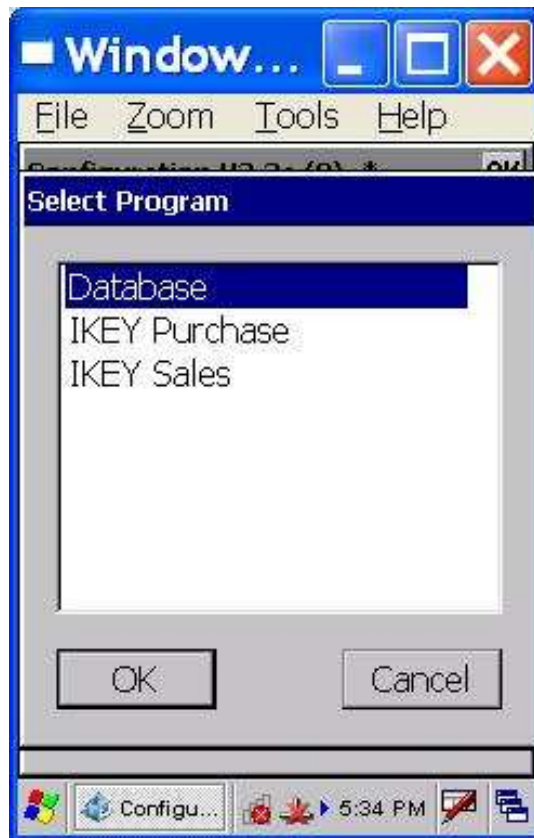 Window...
File Zoom Tools Help
Select Program
Database
IKEY Purchase
IKEY Sales
OK Cancel
Configu... 5:34 PM